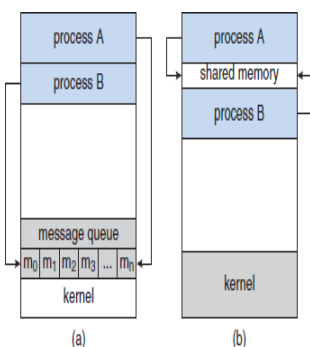 process A
process B
message queue
m0 m1 m2 m3 ... mn
kernel
(a)
process A
shared memory
process B
kernel
(b)